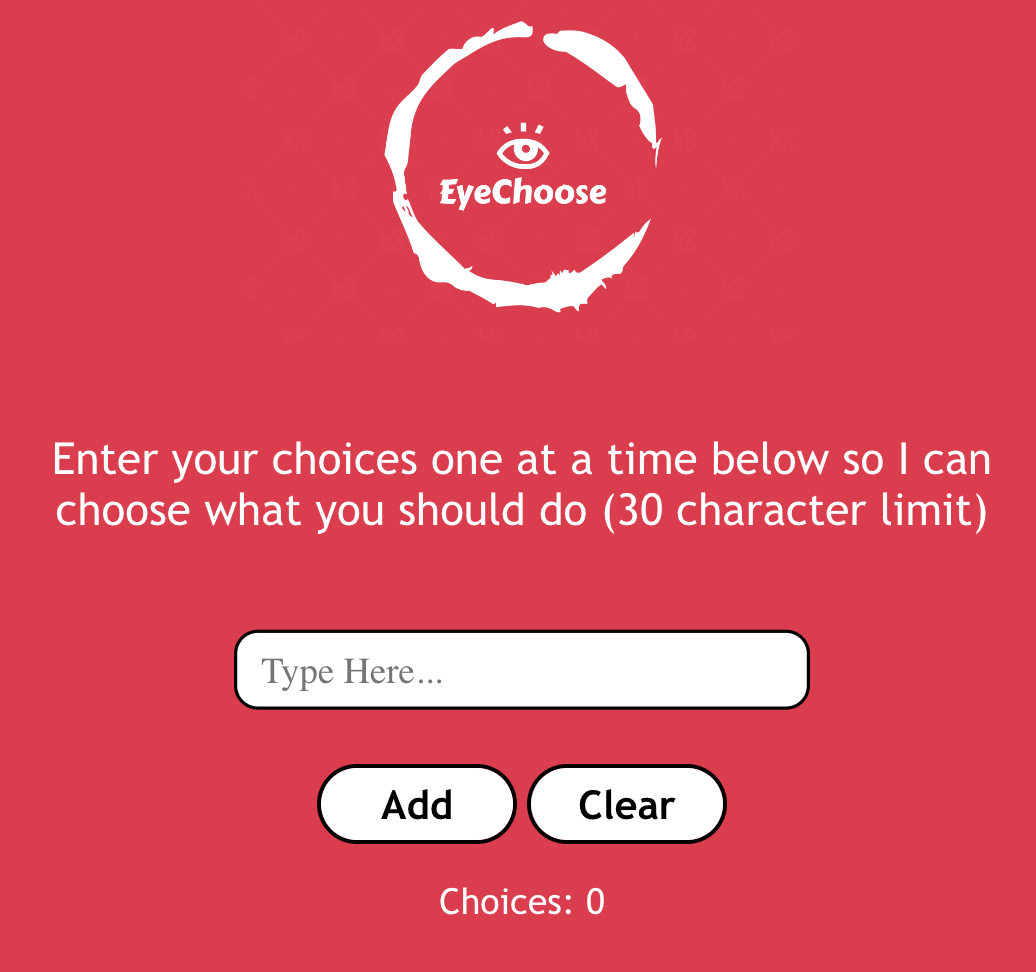 EyeChoose
Enter your choices one at a time below so I can
choose what you should do (30 character limit)
Type Here...
Add Clear
Choices: 0